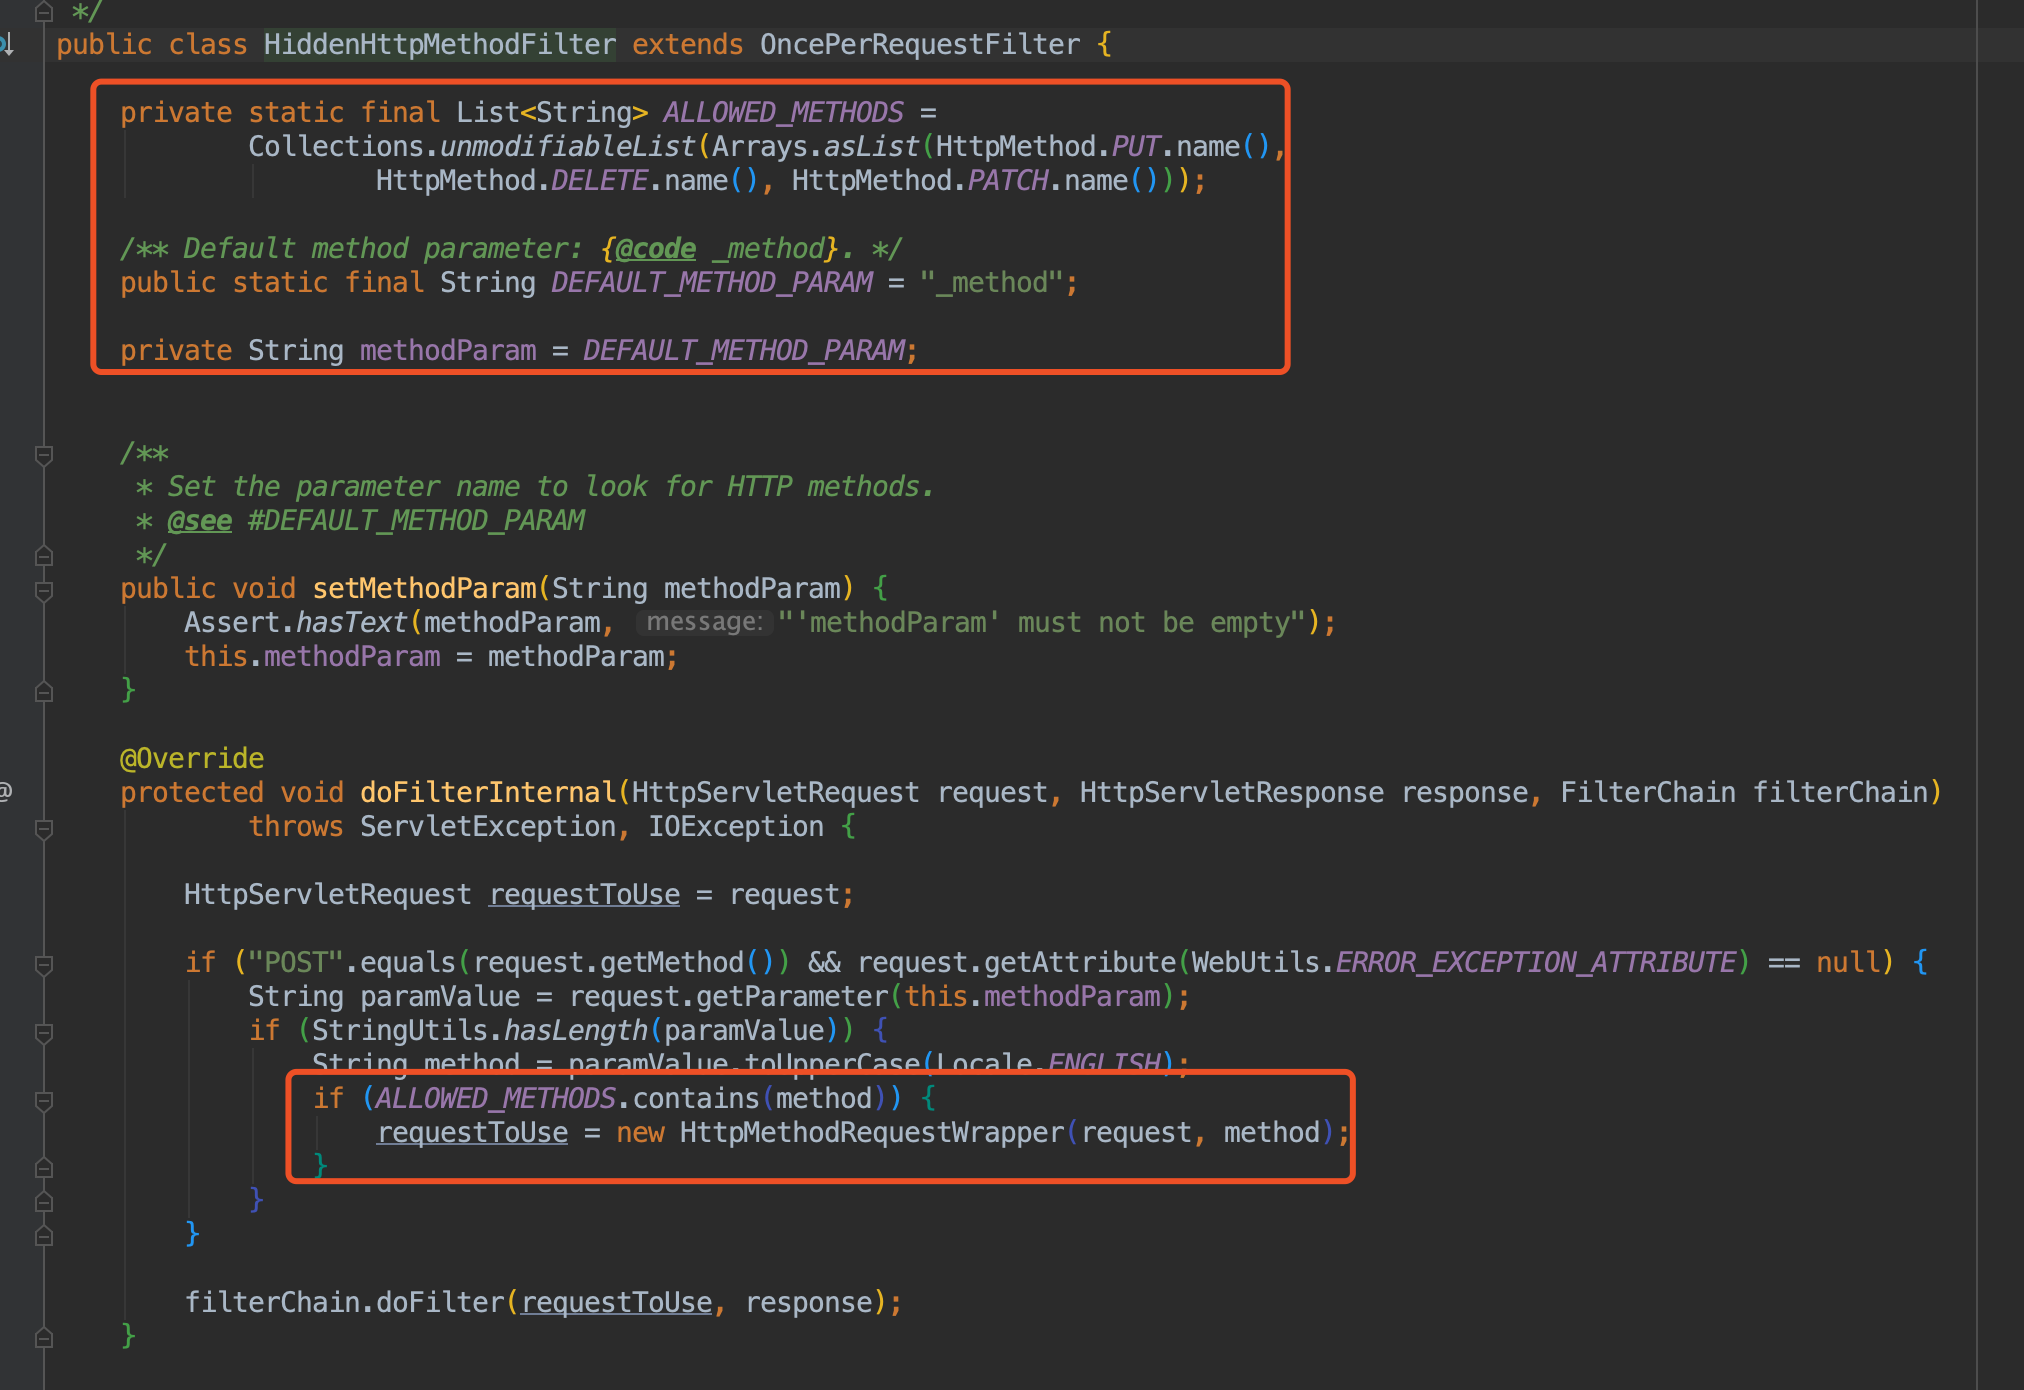 */
public class HiddenHttpMethodFilter extends OncePerRequestFilter {
private static final List<String> ALLOWED_METHODS =
Collections.unmodifiableList(Arrays.asList(HttpMethod.PUT.name(),
HttpMethod.DELETE.name(), HttpMethod.PATCH.name()));
/** Default method parameter: {@code _method}. */
public static final String DEFAULT_METHOD_PARAM = "_method";
private String methodParam = DEFAULT_METHOD_PARAM;
/**
* Set the parameter name to look for HTTP methods.
* @see #DEFAULT_METHOD_PARAM
*/
public void setMethodParam(String methodParam) {
Assert.hasText(methodParam, message: "'methodParam' must not be empty");
this.methodParam = methodParam;
}
@Override
protected void doFilterInternal(HttpServletRequest request, HttpServletResponse response, FilterChain filterChain)
throws ServletException, IOException {
HttpServletRequest requestToUse = request;
if ("POST".equals(request.getMethod()) && request.getAttribute(WebUtils.ERROR_EXCEPTION_ATTRIBUTE) == null) {
String paramValue = request.getParameter(this.methodParam);
if (StringUtils.hasLength(paramValue)) {
String method = paramValue.toUpperCase(Locale.ENGLISH);
if (ALLOWED_METHODS.contains(method)) {
requestToUse = new HttpMethodRequestWrapper(request, method);
}
}
}
filterChain.doFilter(requestToUse, response);
}